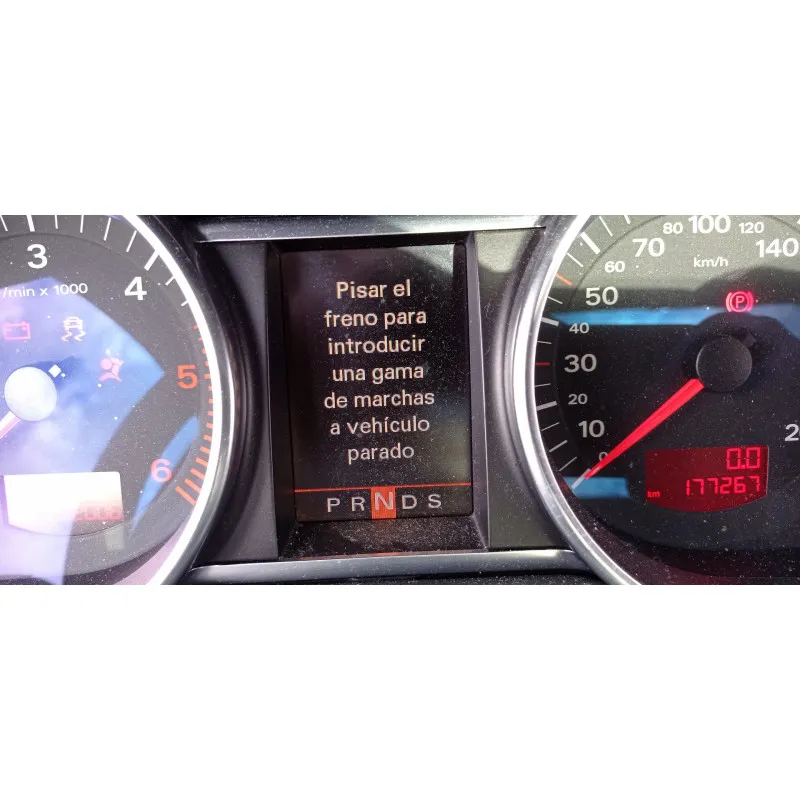 3
/min x 1000
4
5
6
Pisar el
freno para
introducir
una gama
de marchas
a vehículo
parado
P R N D S
80 100 120
70
140
60
km/h
50
40
30
20
10
0
P
0.0
km 177267